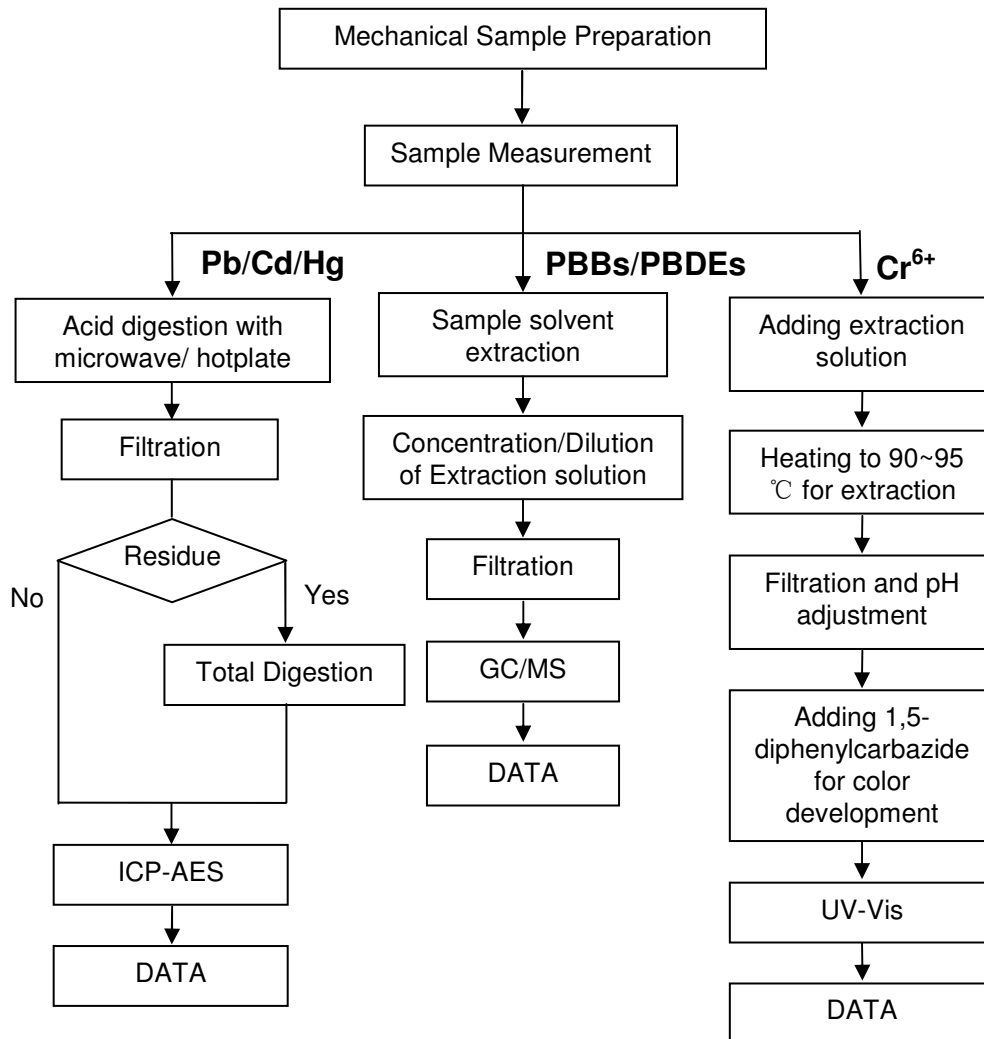 Mechanical Sample Preparation
Sample Measurement
Pb/Cd/Hg
Acid digestion with
microwave/ hotplate
Filtration
Residue
No
Yes
Total Digestion
ICP-AES
DATA
PBBs/PBDEs
Sample solvent
extraction
Concentration/Dilution
of Extraction solution
Filtration
GC/MS
DATA
Cr⁶⁺
Adding extraction
solution
Heating to 90~95
℃ for extraction
Filtration and pH
adjustment
Adding 1,5-
diphenylcarbazide
for color
development
UV-Vis
DATA